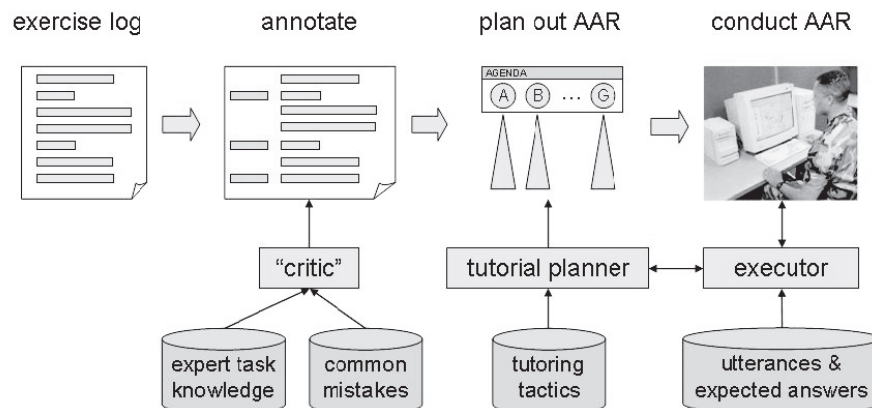 exercise log
annotate
plan out AAR
conduct AAR
AGENDA
A B ... G
"critic"
tutorial planner
executor
expert task
knowledge
common
mistakes
tutoring
tactics
utterances &
expected answers